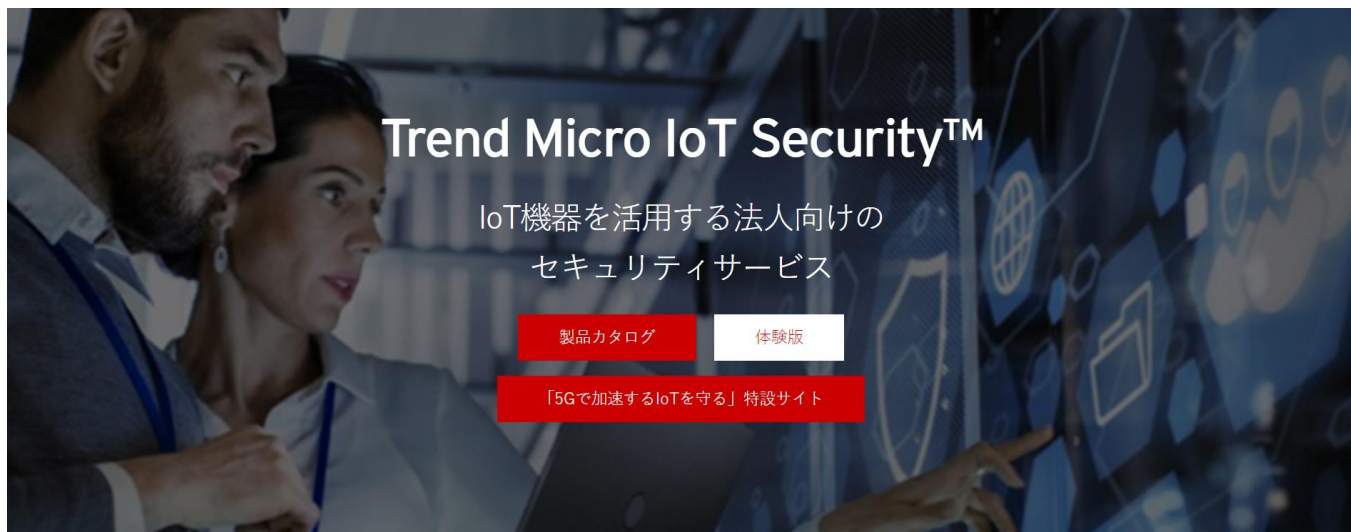 Trend Micro IoT Security™
IoT機器を活用する法人向けの
セキュリティサービス
製品カタログ
体験版
「5Gで加速するIoTを守る」特設サイト